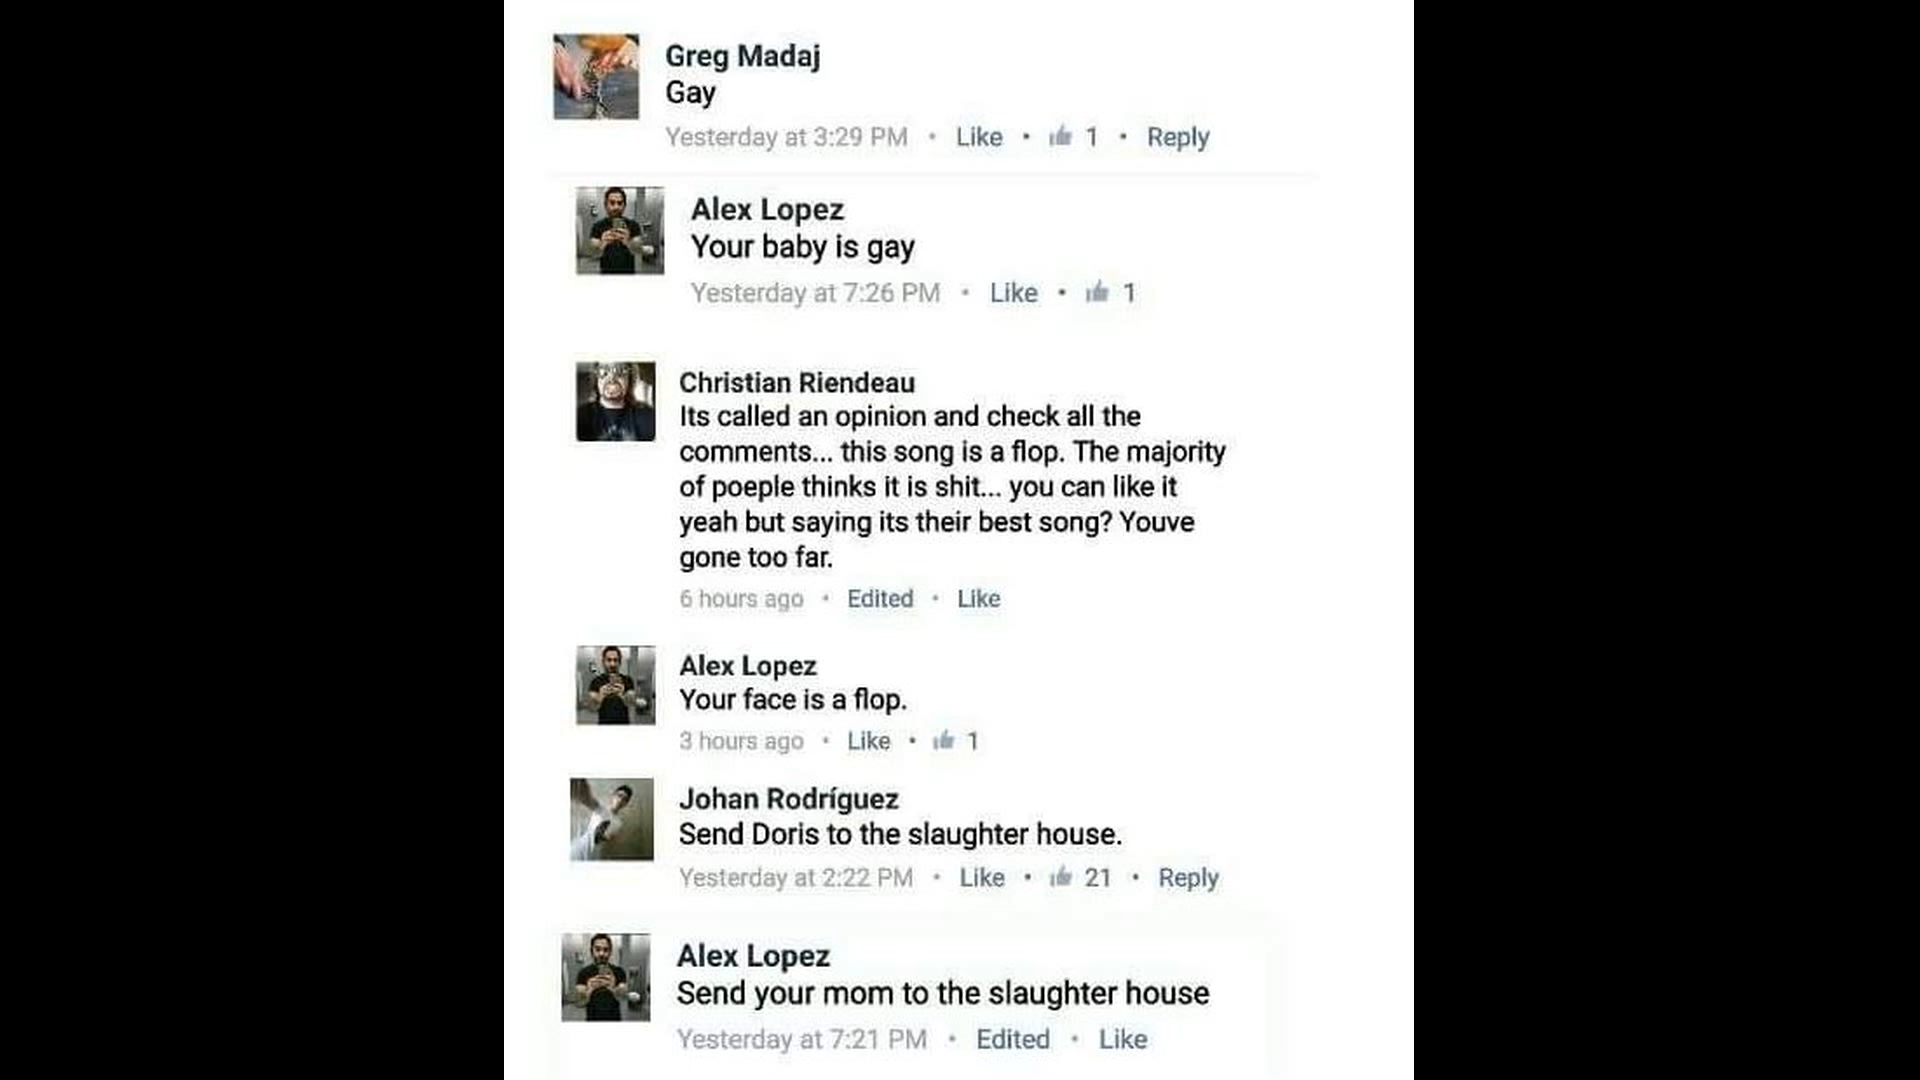 Greg Madaj
Gay
Yesterday at 3:29 PM • Like • 1 • Reply
Alex Lopez
Your baby is gay
Yesterday at 7:26 PM • Like • 1
Christian Riendeau
Its called an opinion and check all the
comments... this song is a flop. The majority
of poeple thinks it is shit... you can like it
yeah but saying its their best song? Youve
gone too far.
6 hours ago • Edited • Like
Alex Lopez
Your face is a flop.
3 hours ago • Like • 1
Johan Rodríguez
Send Doris to the slaughter house.
Yesterday at 2:22 PM • Like • 21 • Reply
Alex Lopez
Send your mom to the slaughter house
Yesterday at 7:21 PM • Edited • Like